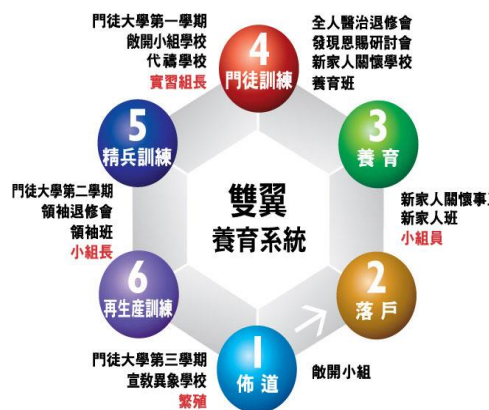 門徒大學第一學期
敞開小組學校
代禱學校
實習組長
4
門徒訓練
全人醫治退修會
發現恩賜研討會
新家人關懷學校
養育班
5
精兵訓練
3
養育
雙翼
養育系統
門徒大學第二學期
領袖退修會
領袖班
小組長
新家人關懷事
新家人班
小組員
6
再生產訓練
2
落戶
門徒大學第三學期
宣教異象學校
繁殖
1
佈道
敞開小組